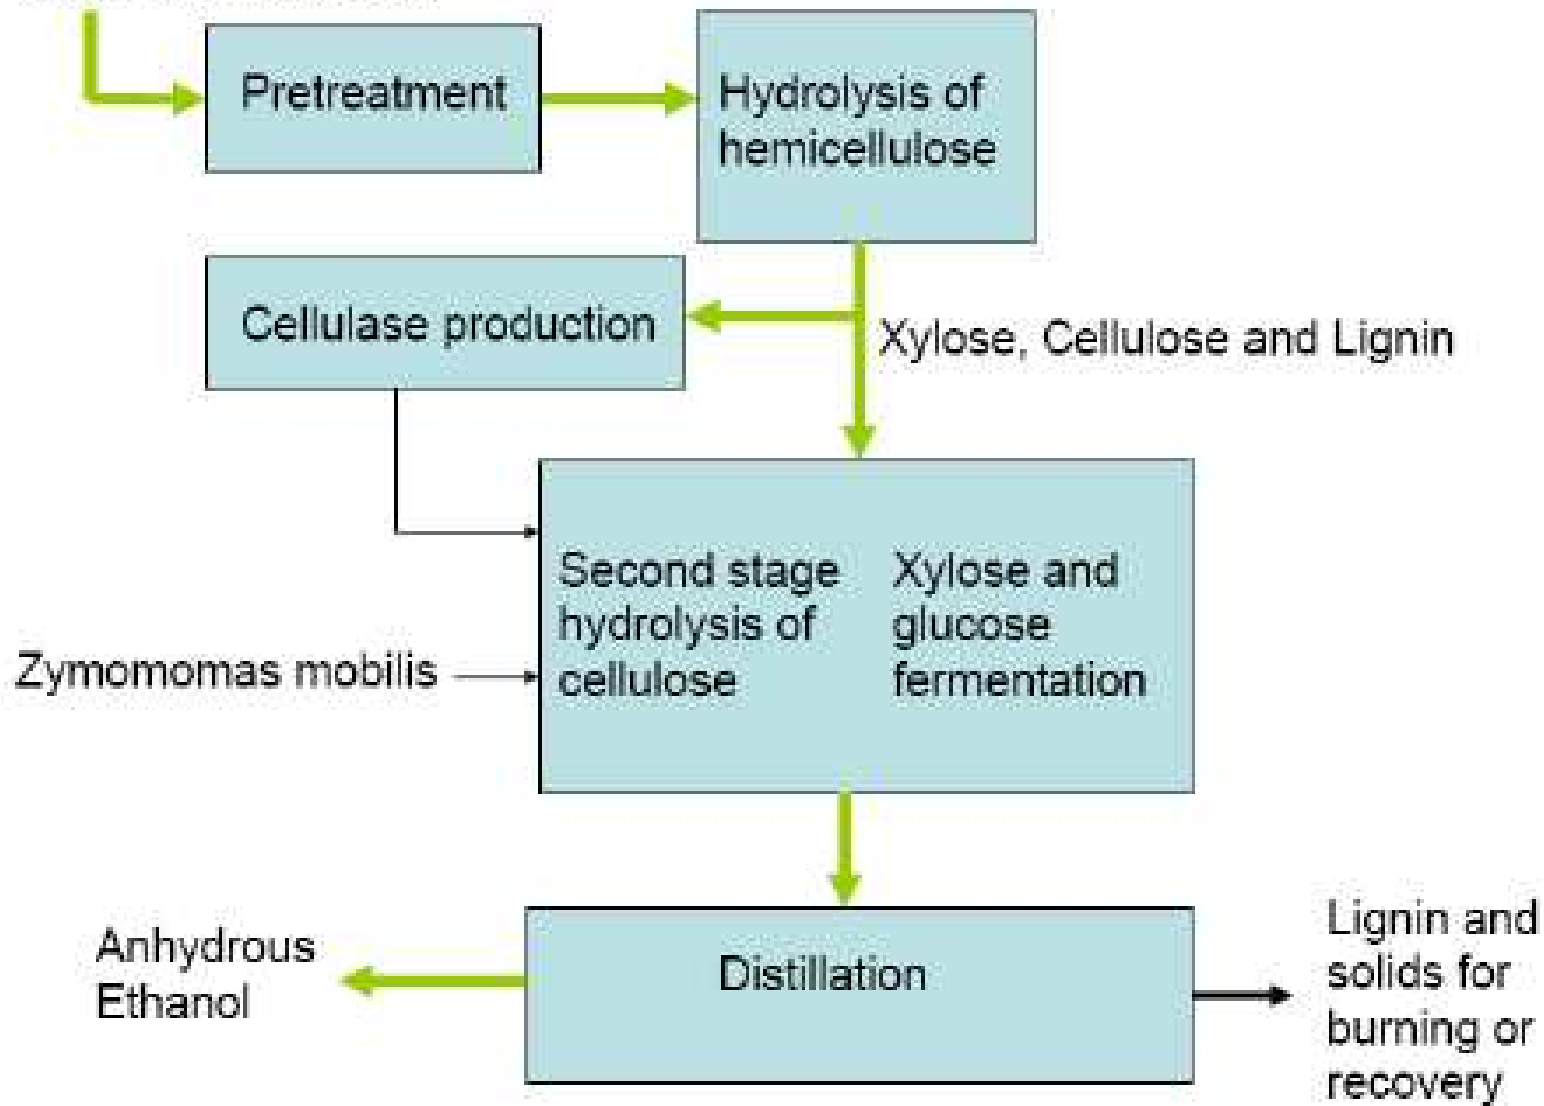 Pretreatment
Hydrolysis of
hemicellulose
Cellulase production
Xylose, Cellulose and Lignin
Second stage
hydrolysis of
cellulose
Xylose and
glucose
fermentation
Zymomomas mobilis
Anhydrous
Ethanol
Distillation
Lignin and
solids for
burning or
recovery